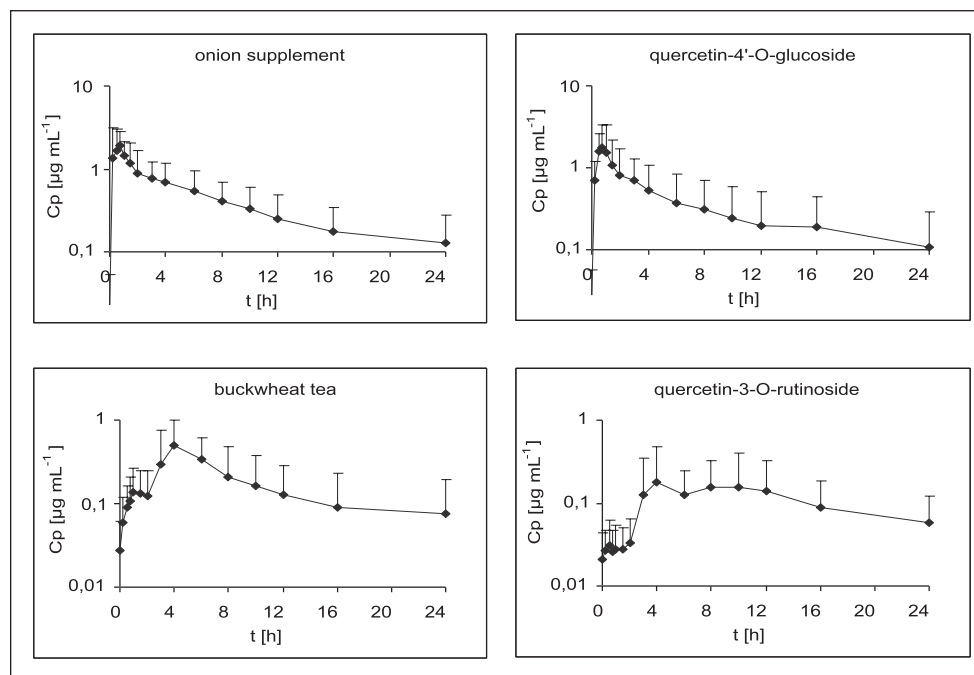 onion supplement
10
1
0,1
Cp [µg mL⁻¹]
0 4 8 12 16 20 24
t [h]
quercetin-4'-O-glucoside
10
1
0,1
Cp [µg mL⁻¹]
0 4 8 12 16 20 24
t [h]
buckwheat tea
1
0,1
0,01
Cp [µg mL⁻¹]
0 4 8 12 16 20 24
t [h]
quercetin-3-O-rutinoside
1
0,1
0,01
Cp [µg mL⁻¹]
0 4 8 12 16 20 24
t [h]